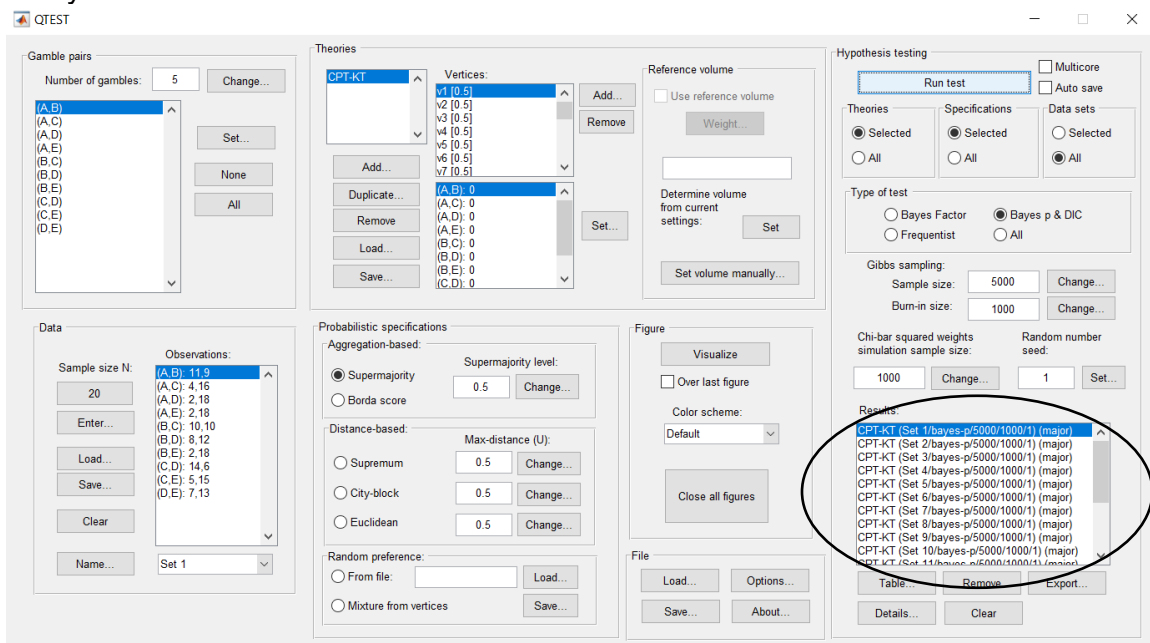 QTEST
Gamble pairs
Number of gambles: 5 Change...
(A,B)
(A,C)
(A,D)
(A,E)
(B,C)
(B,D)
(B,E)
(C,D)
(C,E)
(D,E)
Set...
None
All
Theories
CPT-KT
Vertices:
v1 [0.5]
v2 [0.5]
v3 [0.5]
v4 [0.5]
v5 [0.5]
v6 [0.5]
v7 [0.5]
Add...
Remove
Add...
Duplicate...
Remove
Load...
Save...
(A,B): 0
(A,C): 0
(A,D): 0
(A,E): 0
(B,C): 0
(B,D): 0
(B,E): 0
(C,D): 0
Set...
Reference volume
Use reference volume
Weight...
Determine volume
from current
settings:
Set
Set volume manually...
Hypothesis testing
Run test
Multicore
Auto save
Theories
Selected
All
Specifications
Selected
All
Data sets
Selected
All
Type of test
Bayes Factor
Bayes p & DIC
Frequentist
All
Gibbs sampling:
Sample size: 5000 Change...
Burn-in size: 1000 Change...
Chi-bar squared weights
simulation sample size:
1000 Change...
Random number
seed:
1 Set...
Results:
CPT-KT (Set 1/bayes-p/5000/1000/1) (major)
CPT-KT (Set 2/bayes-p/5000/1000/1) (major)
CPT-KT (Set 3/bayes-p/5000/1000/1) (major)
CPT-KT (Set 4/bayes-p/5000/1000/1) (major)
CPT-KT (Set 5/bayes-p/5000/1000/1) (major)
CPT-KT (Set 6/bayes-p/5000/1000/1) (major)
CPT-KT (Set 7/bayes-p/5000/1000/1) (major)
CPT-KT (Set 8/bayes-p/5000/1000/1) (major)
CPT-KT (Set 9/bayes-p/5000/1000/1) (major)
CPT-KT (Set 10/bayes-p/5000/1000/1) (major)
CPT-KT (Set 11/bayes-p/5000/1000/1) (major)
Table... Remove Export...
Details... Clear
Data
Sample size N:
20
Enter...
Load...
Save...
Clear
Name... Set 1
Observations:
(A,B): 11,9
(A,C): 4,16
(A,D): 2,18
(A,E): 2,18
(B,C): 10,10
(B,D): 8,12
(B,E): 2,18
(C,D): 14,6
(C,E): 5,15
(D,E): 7,13
Probabilistic specifications
Aggregation-based:
Supermajority level:
Supermajority 0.5 Change...
Borda score
Distance-based:
Max-distance (U):
Supremum 0.5 Change...
City-block 0.5 Change...
Euclidean 0.5 Change...
Random preference:
From file: Load...
Mixture from vertices Save...
Figure
Visualize
Over last figure
Color scheme:
Default
Close all figures
File
Load... Options...
Save... About...